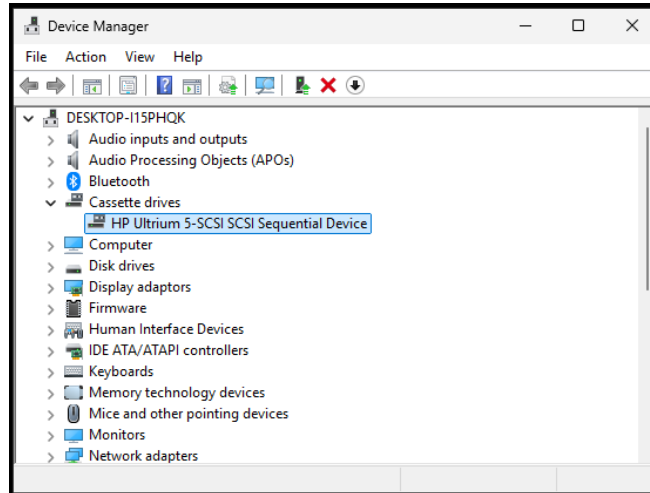 Device Manager
File Action View Help
DESKTOP-I15PHQK
Audio inputs and outputs
Audio Processing Objects (APOs)
Bluetooth
Cassette drives
HP Ultrium 5-SCSI SCSI Sequential Device
Computer
Disk drives
Display adaptors
Firmware
Human Interface Devices
IDE ATA/ATAPI controllers
Keyboards
Memory technology devices
Mice and other pointing devices
Monitors
Network adapters